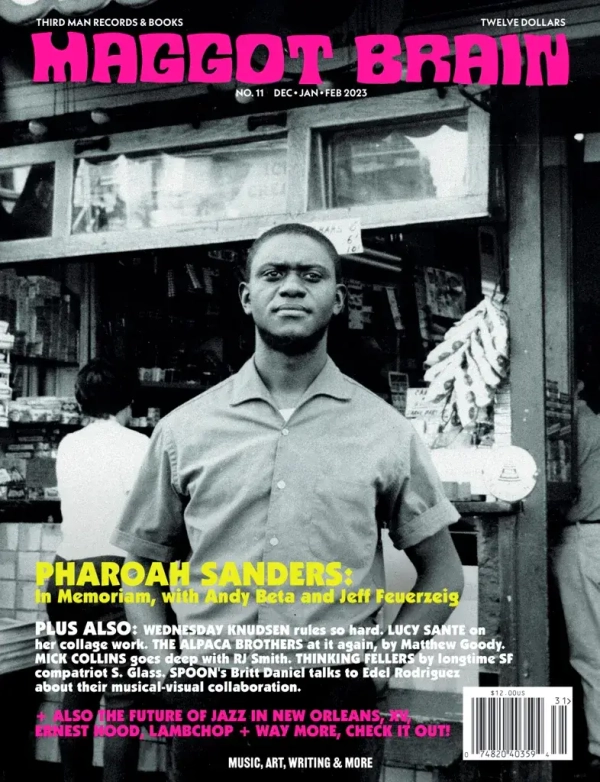 THIRD MAN RECORDS & BOOKS
TWELVE DOLLARS
MAGGOT BRAIN
NO. 11 DEC • JAN • FEB 2023
PHAROAH SANDERS:
In Memoriam, with Andy Beta and Jeff Feuerzeig
PLUS ALSO: WEDNESDAY KNUDSEN rules so hard. LUCY SANTE on
her collage work. THE ALPACA BROTHERS at it again, by Matthew Goody.
MICK COLLINS goes deep with RJ Smith. THINKING FELLERS by longtime SF
compatriot S. Glass. SPOON's Britt Daniel talks to Edel Rodriguez
about their musical-visual collaboration.
+ ALSO THE FUTURE OF JAZZ IN NEW ORLEANS,
ERNEST HOOD, LAMBCHOP + WAY MORE, CHECK IT OUT!
$12.00US
31>
0 74820 40359 4
MUSIC, ART, WRITING & MORE